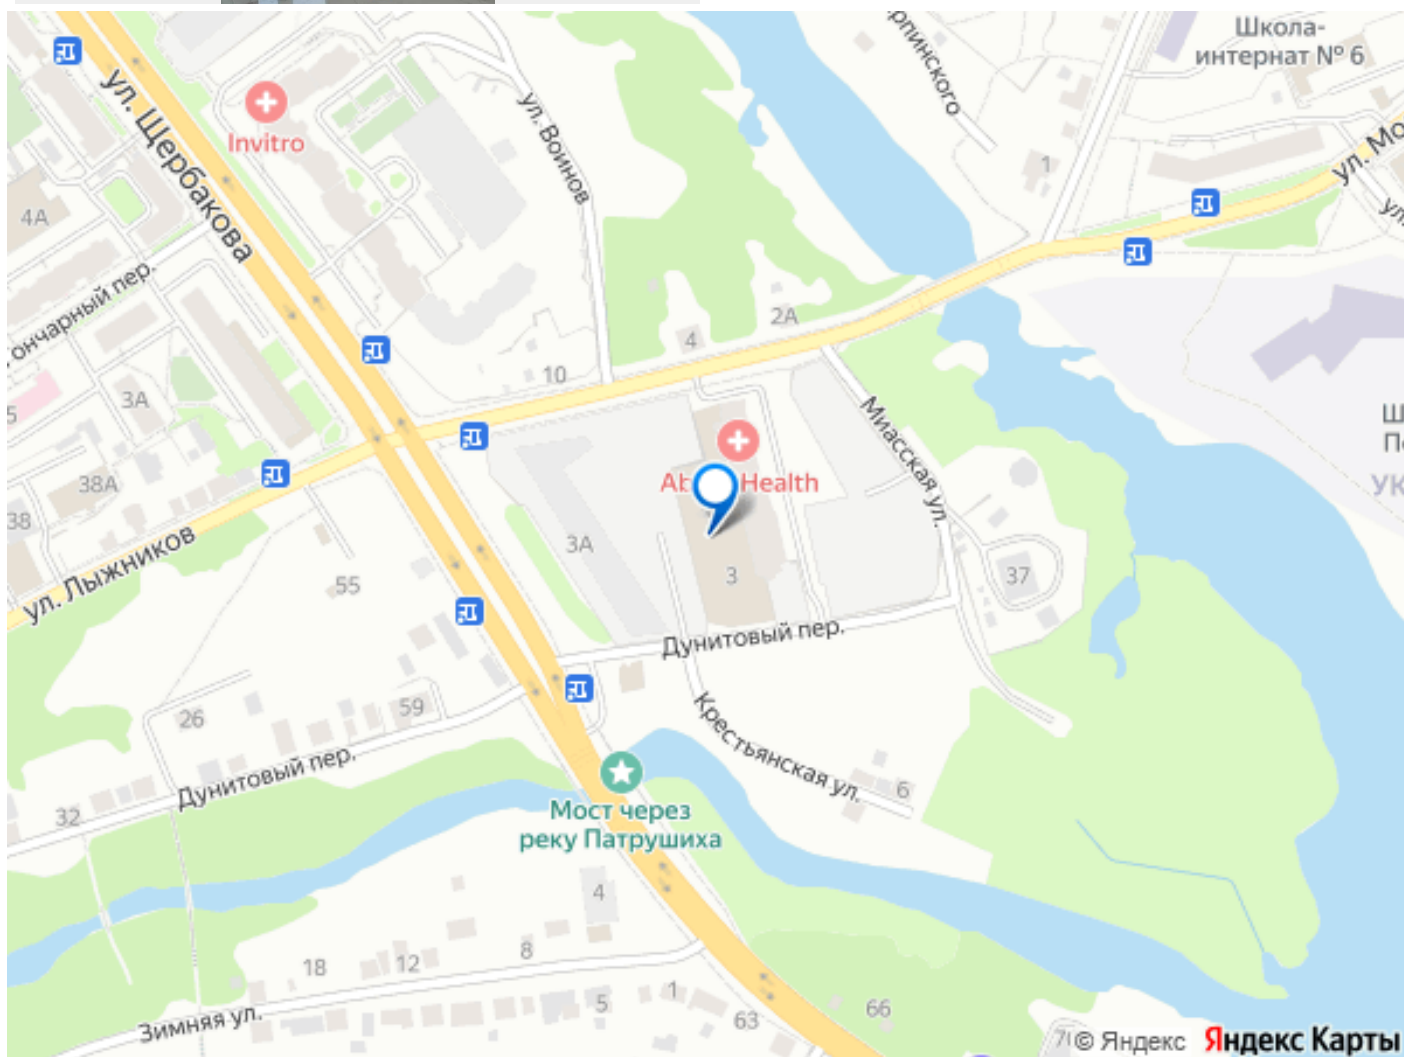 Школа-
интернат № 6
ул. Щербакова
Invitro
ул. Воинов
1
4А
2А
4
10
5
3А
Миасская ул.
38А
38
Health
ул. Лыжников
3А
3
37
55
Дунитовый пер.
26
59
Крестьянская ул.
Дунитовый пер.
6
32
Мост через
реку Патрушиха
4
8
18
12
5
1
66
63
Зимняя ул.
© Яндекс Яндекс Карты